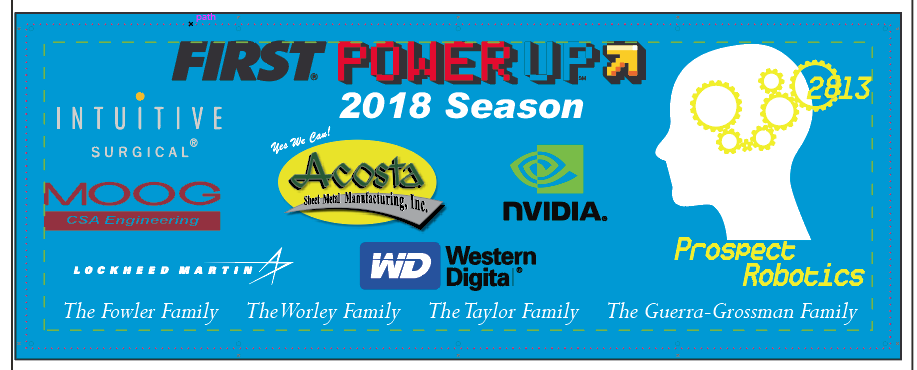 path
FIRST® POWER UP℠
2018 Season
2813
INTUITIVE
SURGICAL®
Yes We Can!
Acosta
Sheet Metal Manufacturing, Inc.
NVIDIA.
MOOG
CSA Engineering
Prospect
Robotics
LOCKHEED MARTIN
WD Western
Digital®
The Fowler Family The Worley Family The Taylor Family The Guerra-Grossman Family